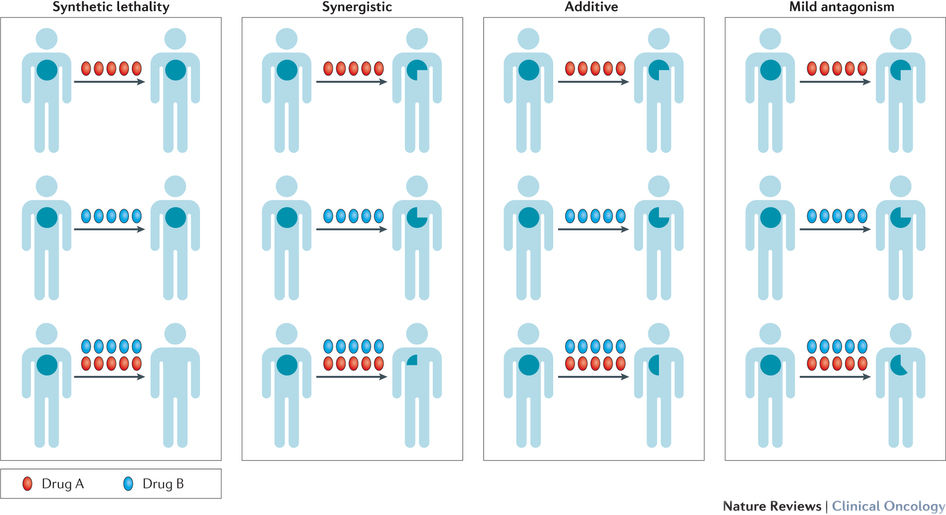 Synthetic lethality
Synergistic
Additive
Mild antagonism
Drug A
Drug B
Nature Reviews | Clinical Oncology